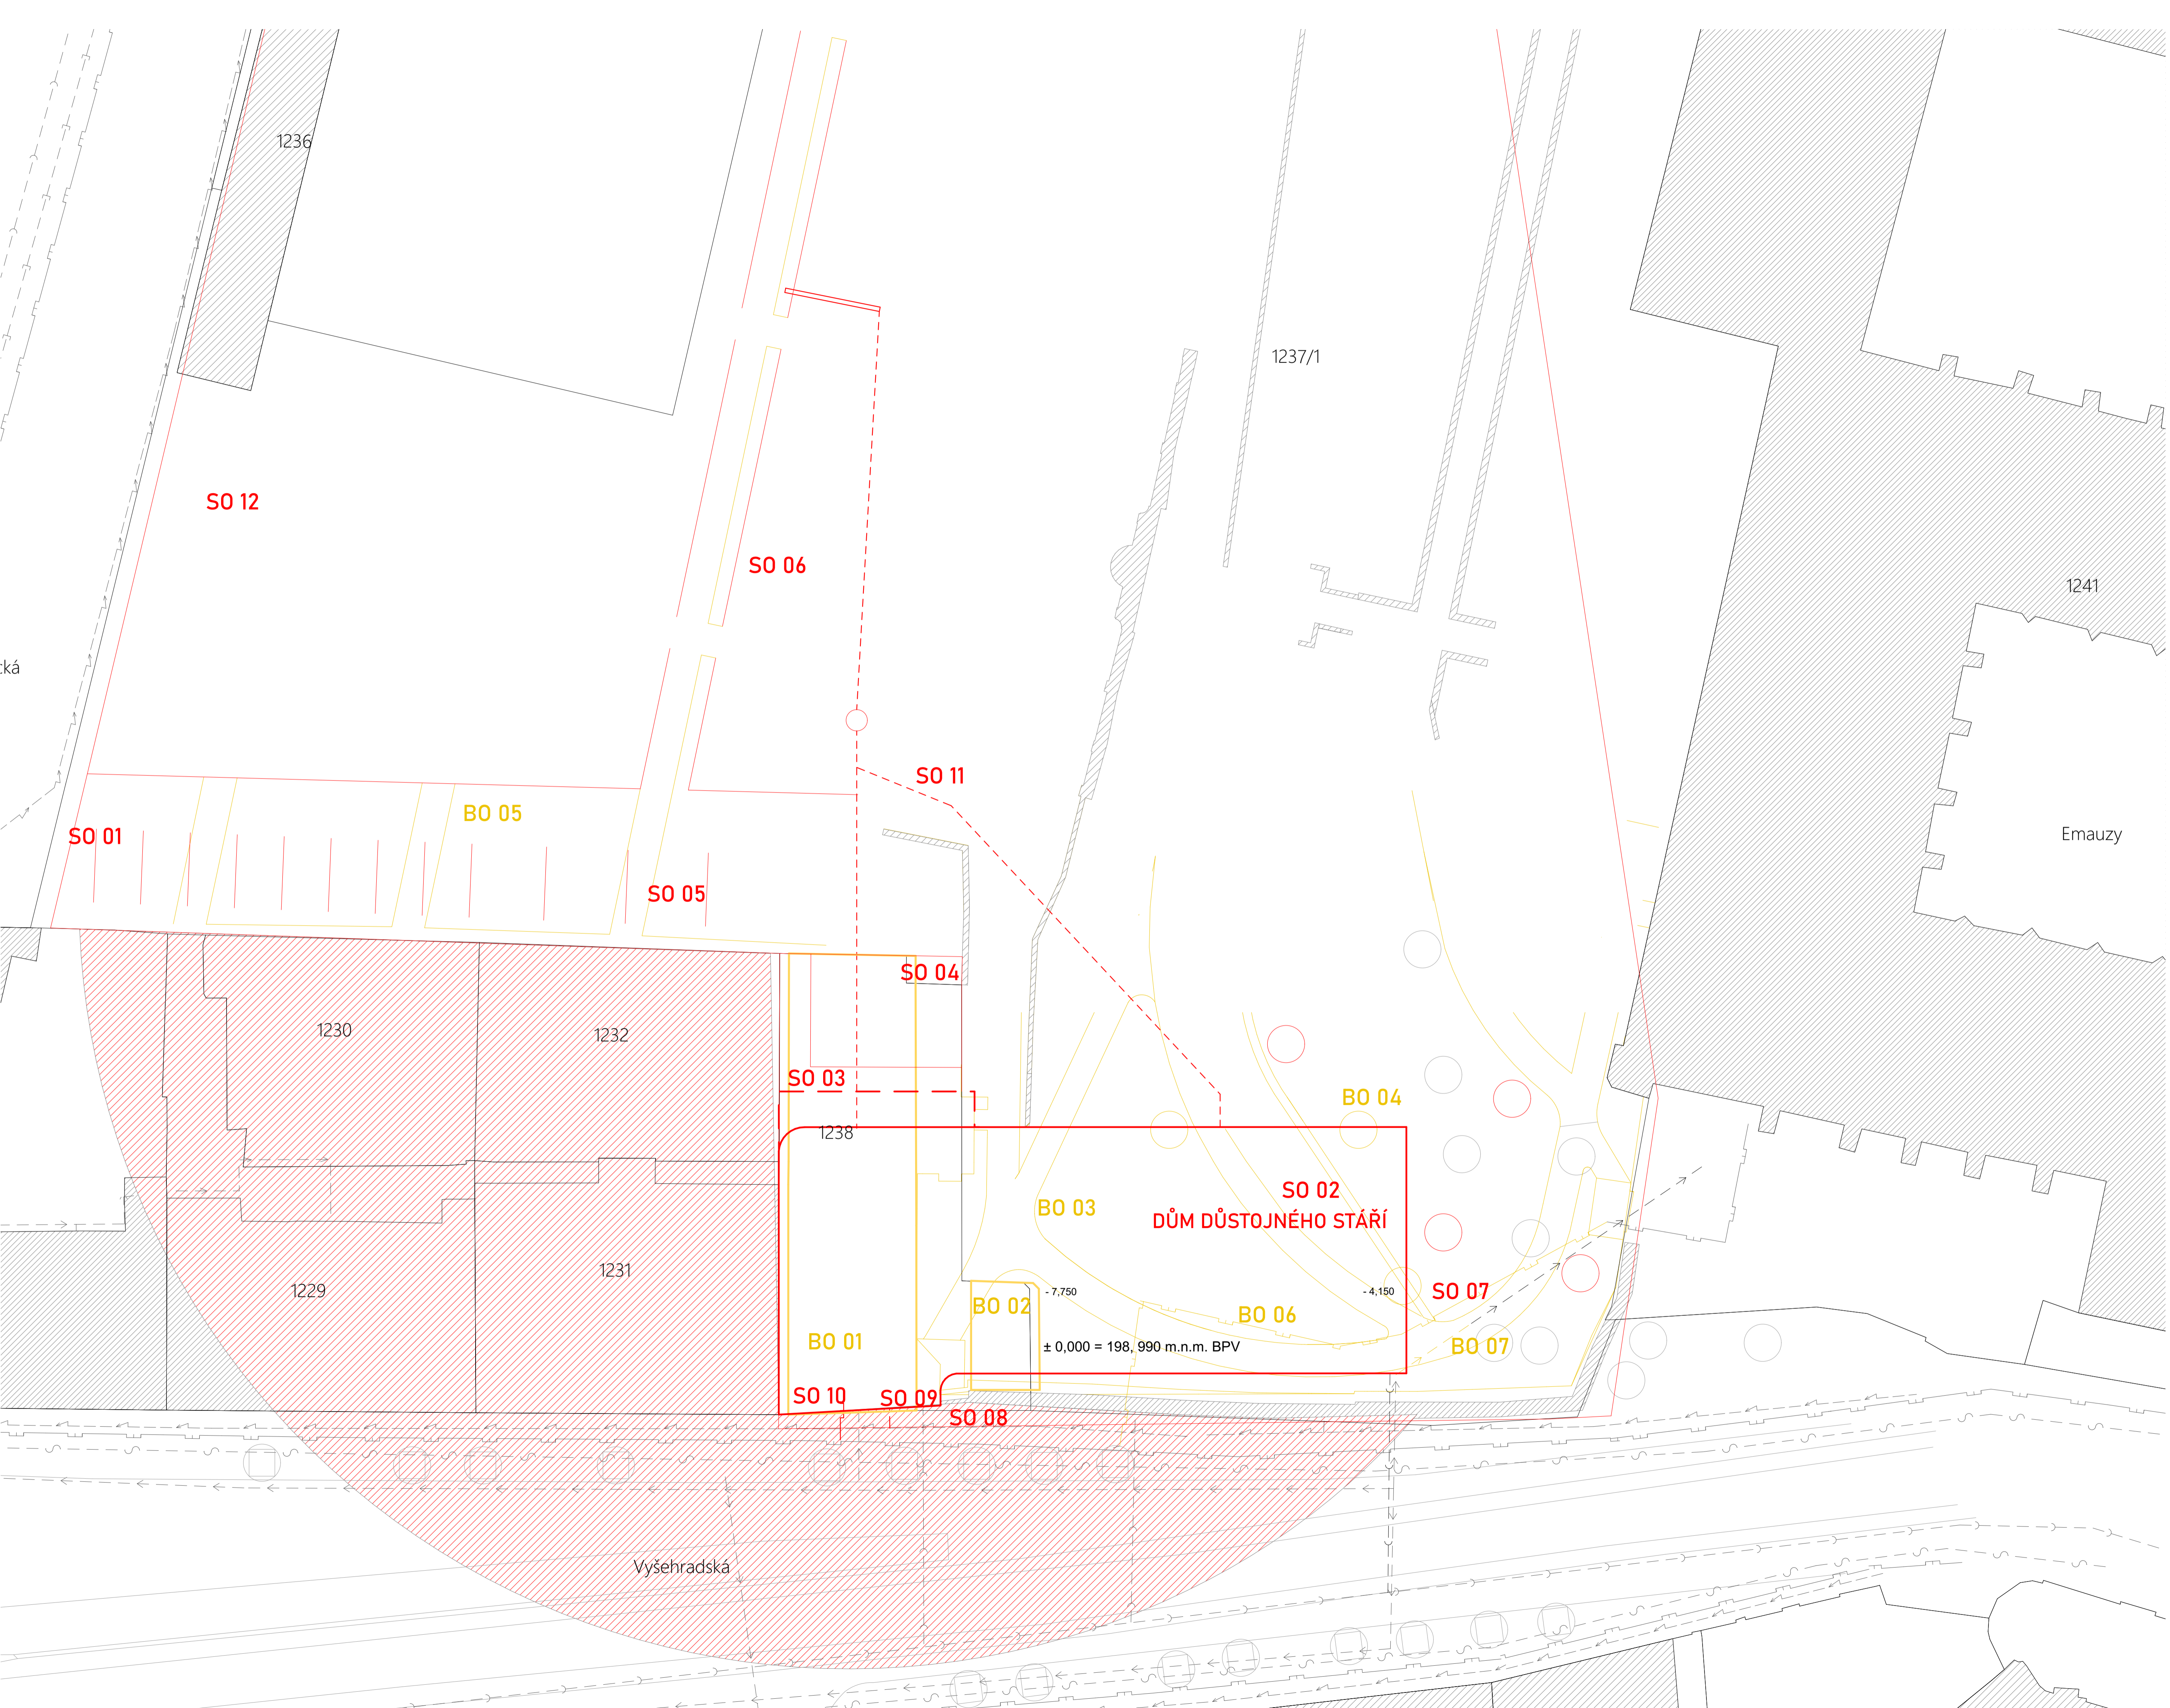 1236
1237/1
SO 12
SO 06
1241
cká
SO 11
BO 05
SO 01
Emauzy
SO 05
SO 04
1230
1232
SO 03
BO 04
1238
SO 02
BO 03
DŮM DŮSTOJNÉHO STÁŘÍ
1231
1229
- 7,750
- 4,150
SO 07
BO 02
BO 06
BO 01
± 0,000 = 198, 990 m.n.m. BPV
BO 07
SO 10
SO 09
SO 08
Vyšehradská